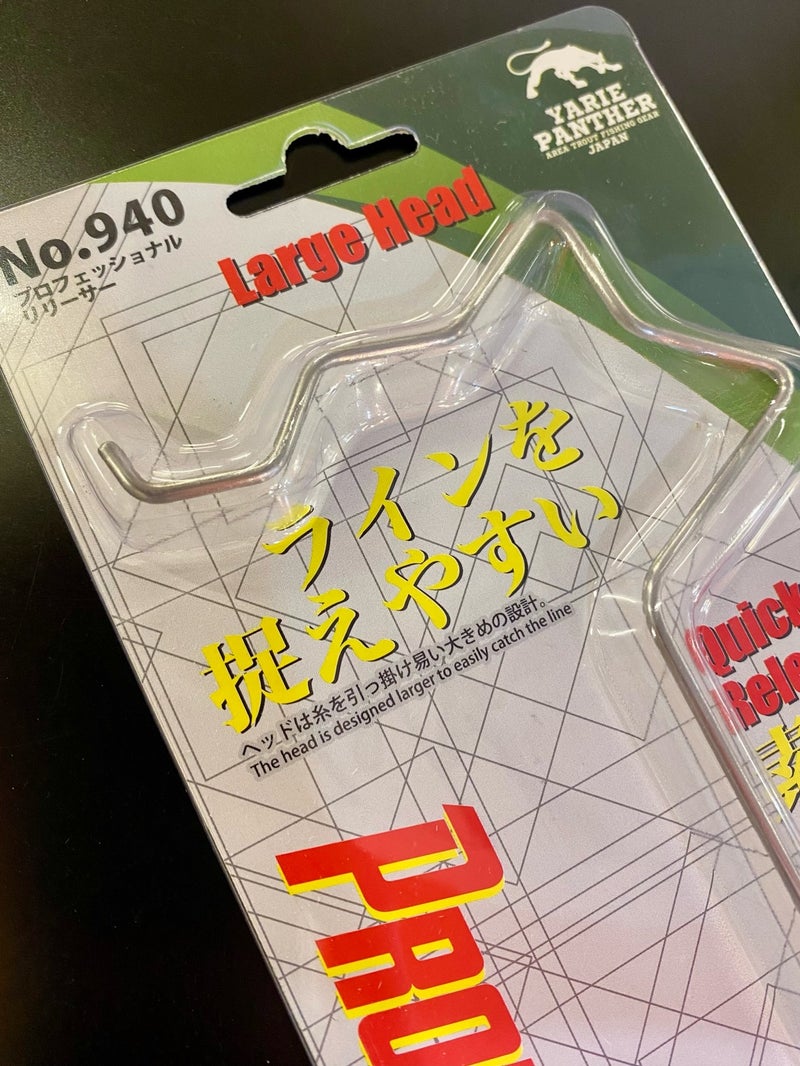 YARIE
PANTHER
AREA TROUT FISHING GEAR
JAPAN
No.940
プロフェッショナル
リリーサー
Large Head
ラインを
捉えやすい
ヘッドは糸を引っ掛け易い大きめの設計。
The head is designed larger to easily catch the line
Quick
Rele
PRO